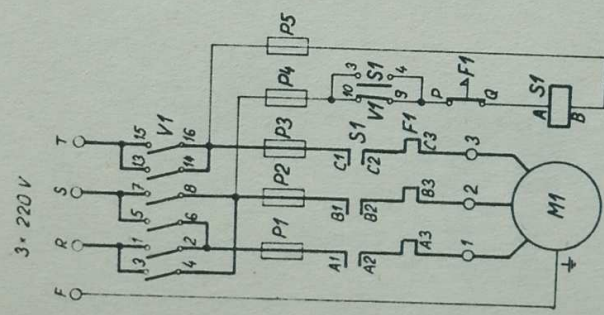 3 × 220 V
F
R
S
T
3
1
5
7
13
15
V1
4
2
6
8
14
16
P1
P2
P3
P4
P5
10
3
V1
S1
9
4
A1
B1
C1
S1
A2
B2
C2
F1
A3
B3
C3
P
F1
Q
1
2
3
A
S1
B
M1